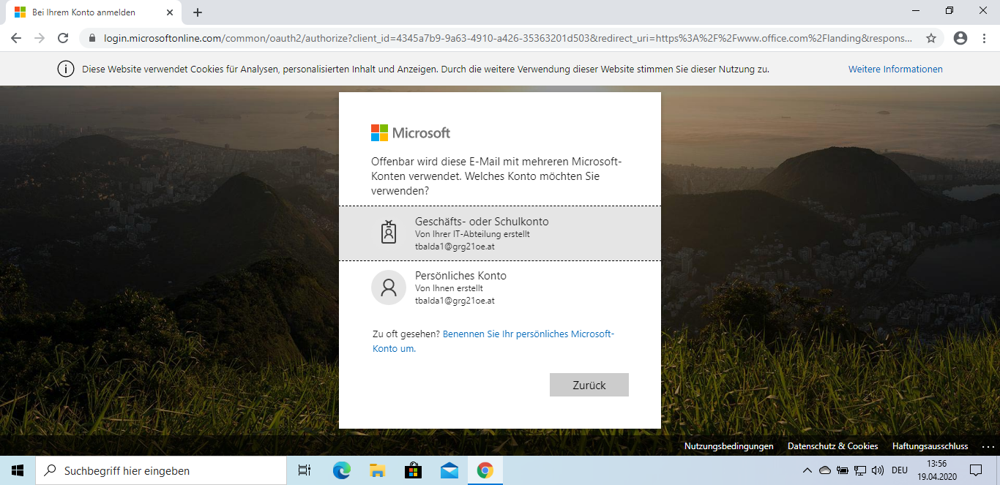 Bei Ihrem Konto anmelden
login.microsoftonline.com/common/oauth2/authorize?client_id=4345a7b9-9a63-4910-a426-35363201d503&redirect_uri=https%3A%2F%2Fwww.office.com%2Flanding&respons...
Diese Website verwendet Cookies für Analysen, personalisierten Inhalt und Anzeigen. Durch die weitere Verwendung dieser Website stimmen Sie dieser Nutzung zu.
Weitere Informationen
Microsoft
Offenbar wird diese E-Mail mit mehreren Microsoft-
Konten verwendet. Welches Konto möchten Sie
verwenden?
Geschäfts- oder Schulkonto
Von Ihrer IT-Abteilung erstellt
tbalda1@grg21oe.at
Persönliches Konto
Von Ihnen erstellt
tbalda1@grg21oe.at
Zu oft gesehen? Benennen Sie Ihr persönliches Microsoft-
Konto um.
Zurück
Nutzungsbedingungen
Datenschutz & Cookies
Haftungsausschluss
...
Suchbegriff hier eingeben
DEU
13:56
19.04.2020